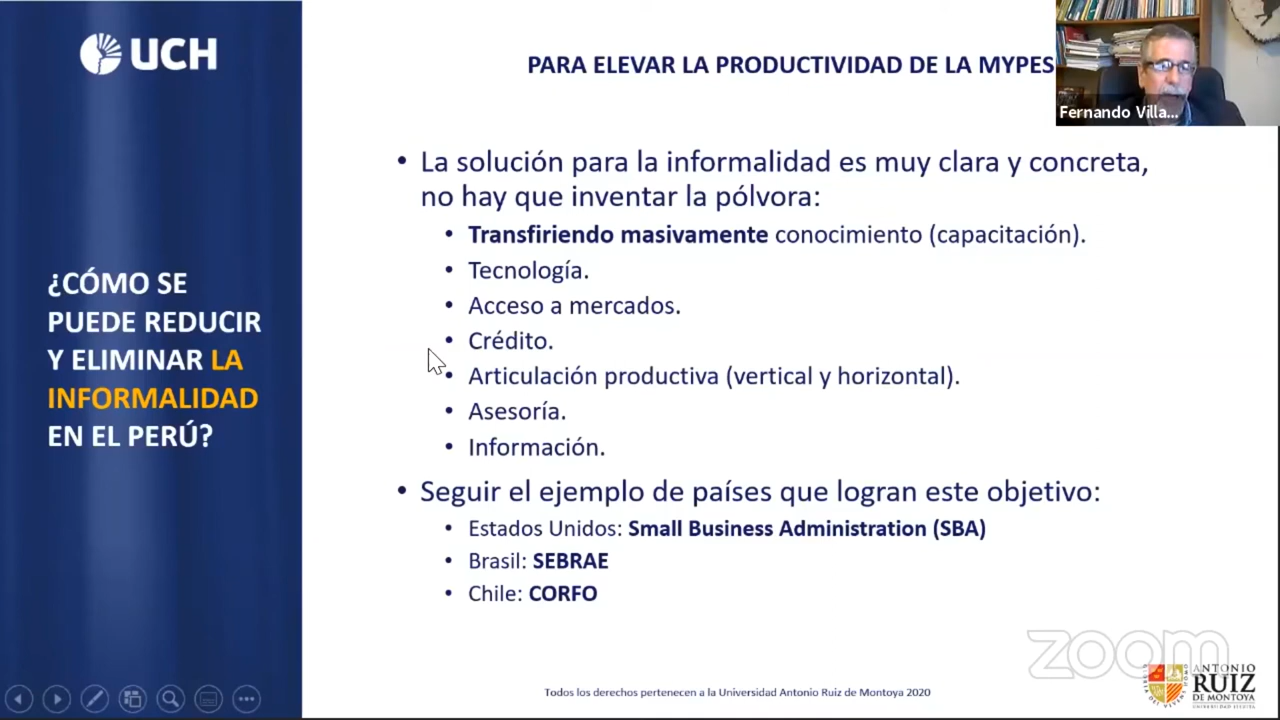 UCH
PARA ELEVAR LA PRODUCTIVIDAD DE LA MYPES
Fernando Villa...
¿CÓMO SE
PUEDE REDUCIR
Y ELIMINAR LA
INFORMALIDAD
EN EL PERÚ?
• La solución para la informalidad es muy clara y concreta,
no hay que inventar la pólvora:
• Transfiriendo masivamente conocimiento (capacitación).
• Tecnología.
• Acceso a mercados.
• Crédito.
• Articulación productiva (vertical y horizontal).
• Asesoría.
• Información.
• Seguir el ejemplo de países que logran este objetivo:
• Estados Unidos: Small Business Administration (SBA)
• Brasil: SEBRAE
• Chile: CORFO
zoom
ANTONIO
RUIZ
DE MONTOYA
UNIVERSIDAD JESUITA
Todos los derechos pertenecen a la Universidad Antonio Ruiz de Montoya 2020